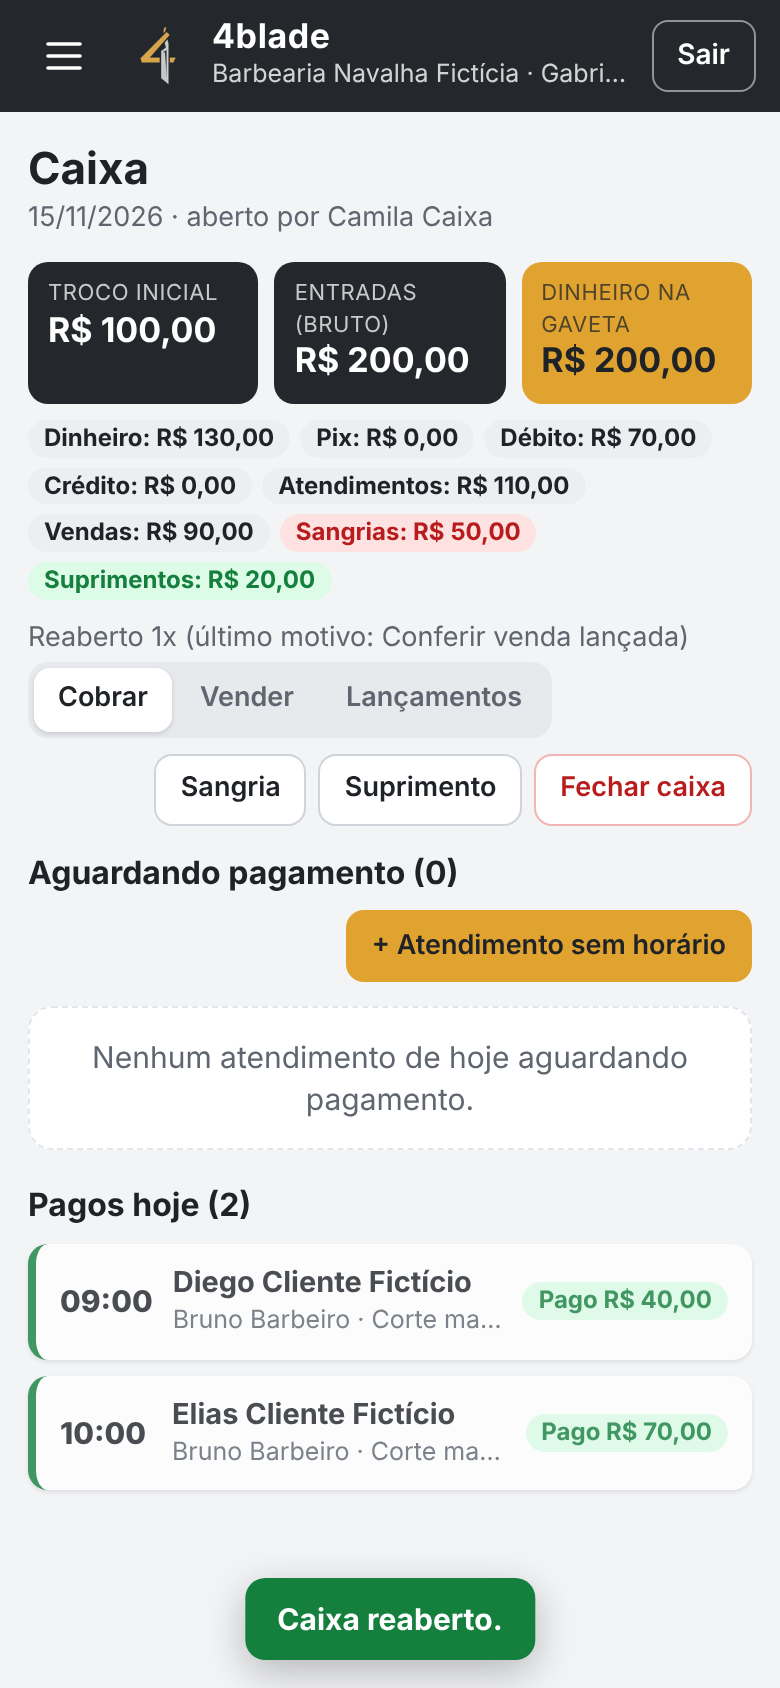 4blade
Barbearia Navalha Fictícia · Gabri...
Sair
Caixa
15/11/2026 · aberto por Camila Caixa
TROCO INICIAL
R$ 100,00
ENTRADAS
(BRUTO)
R$ 200,00
DINHEIRO NA
GAVETA
R$ 200,00
Dinheiro: R$ 130,00
Pix: R$ 0,00
Débito: R$ 70,00
Crédito: R$ 0,00
Atendimentos: R$ 110,00
Vendas: R$ 90,00
Sangrias: R$ 50,00
Suprimentos: R$ 20,00
Reaberto 1x (último motivo: Conferir venda lançada)
Cobrar
Vender
Lançamentos
Sangria
Suprimento
Fechar caixa
Aguardando pagamento (0)
+ Atendimento sem horário
Nenhum atendimento de hoje aguardando
pagamento.
Pagos hoje (2)
09:00
Diego Cliente Fictício
Bruno Barbeiro · Corte ma...
Pago R$ 40,00
10:00
Elias Cliente Fictício
Bruno Barbeiro · Corte ma...
Pago R$ 70,00
Caixa reaberto.